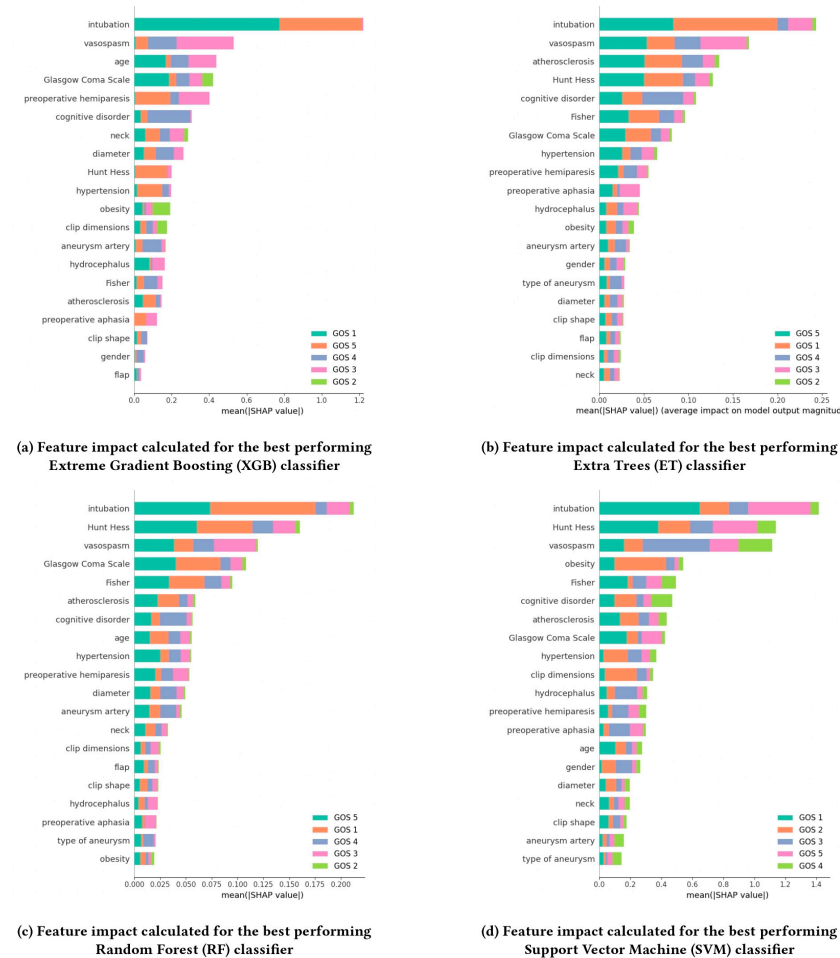 intubation
vasospasm
age
Glasgow Coma Scale
preoperative hemiparesis
cognitive disorder
neck
diameter
Hunt Hess
hypertension
obesity
clip dimensions
aneurysm artery
hydrocephalus
Fisher
atherosclerosis
preoperative aphasia
clip shape
gender
flap
GOS 1
GOS 5
GOS 4
GOS 3
GOS 2
0.0 0.2 0.4 0.6 0.8 1.0 1.2
mean(|SHAP value|)
(a) Feature impact calculated for the best performing
Extreme Gradient Boosting (XGB) classifier
intubation
vasospasm
atherosclerosis
Hunt Hess
cognitive disorder
Fisher
Glasgow Coma Scale
hypertension
preoperative hemiparesis
preoperative aphasia
hydrocephalus
obesity
aneurysm artery
gender
type of aneurysm
diameter
clip shape
flap
clip dimensions
neck
GOS 5
GOS 1
GOS 4
GOS 3
GOS 2
0.00 0.05 0.10 0.15 0.20 0.25
mean(|SHAP value|) (average impact on model output magnitud
(b) Feature impact calculated for the best performing
Extra Trees (ET) classifier
intubation
Hunt Hess
vasospasm
Glasgow Coma Scale
Fisher
atherosclerosis
cognitive disorder
age
hypertension
preoperative hemiparesis
diameter
aneurysm artery
neck
clip dimensions
flap
clip shape
hydrocephalus
preoperative aphasia
type of aneurysm
obesity
GOS 5
GOS 1
GOS 4
GOS 3
GOS 2
0.000 0.025 0.050 0.075 0.100 0.125 0.150 0.175 0.200
mean(|SHAP value|)
(c) Feature impact calculated for the best performing
Random Forest (RF) classifier
intubation
Hunt Hess
vasospasm
obesity
Fisher
cognitive disorder
atherosclerosis
Glasgow Coma Scale
hypertension
clip dimensions
hydrocephalus
preoperative hemiparesis
preoperative aphasia
age
gender
diameter
neck
clip shape
aneurysm artery
type of aneurysm
GOS 1
GOS 2
GOS 3
GOS 5
GOS 4
0.0 0.2 0.4 0.6 0.8 1.0 1.2 1.4
mean(|SHAP value|)
(d) Feature impact calculated for the best performing
Support Vector Machine (SVM) classifier